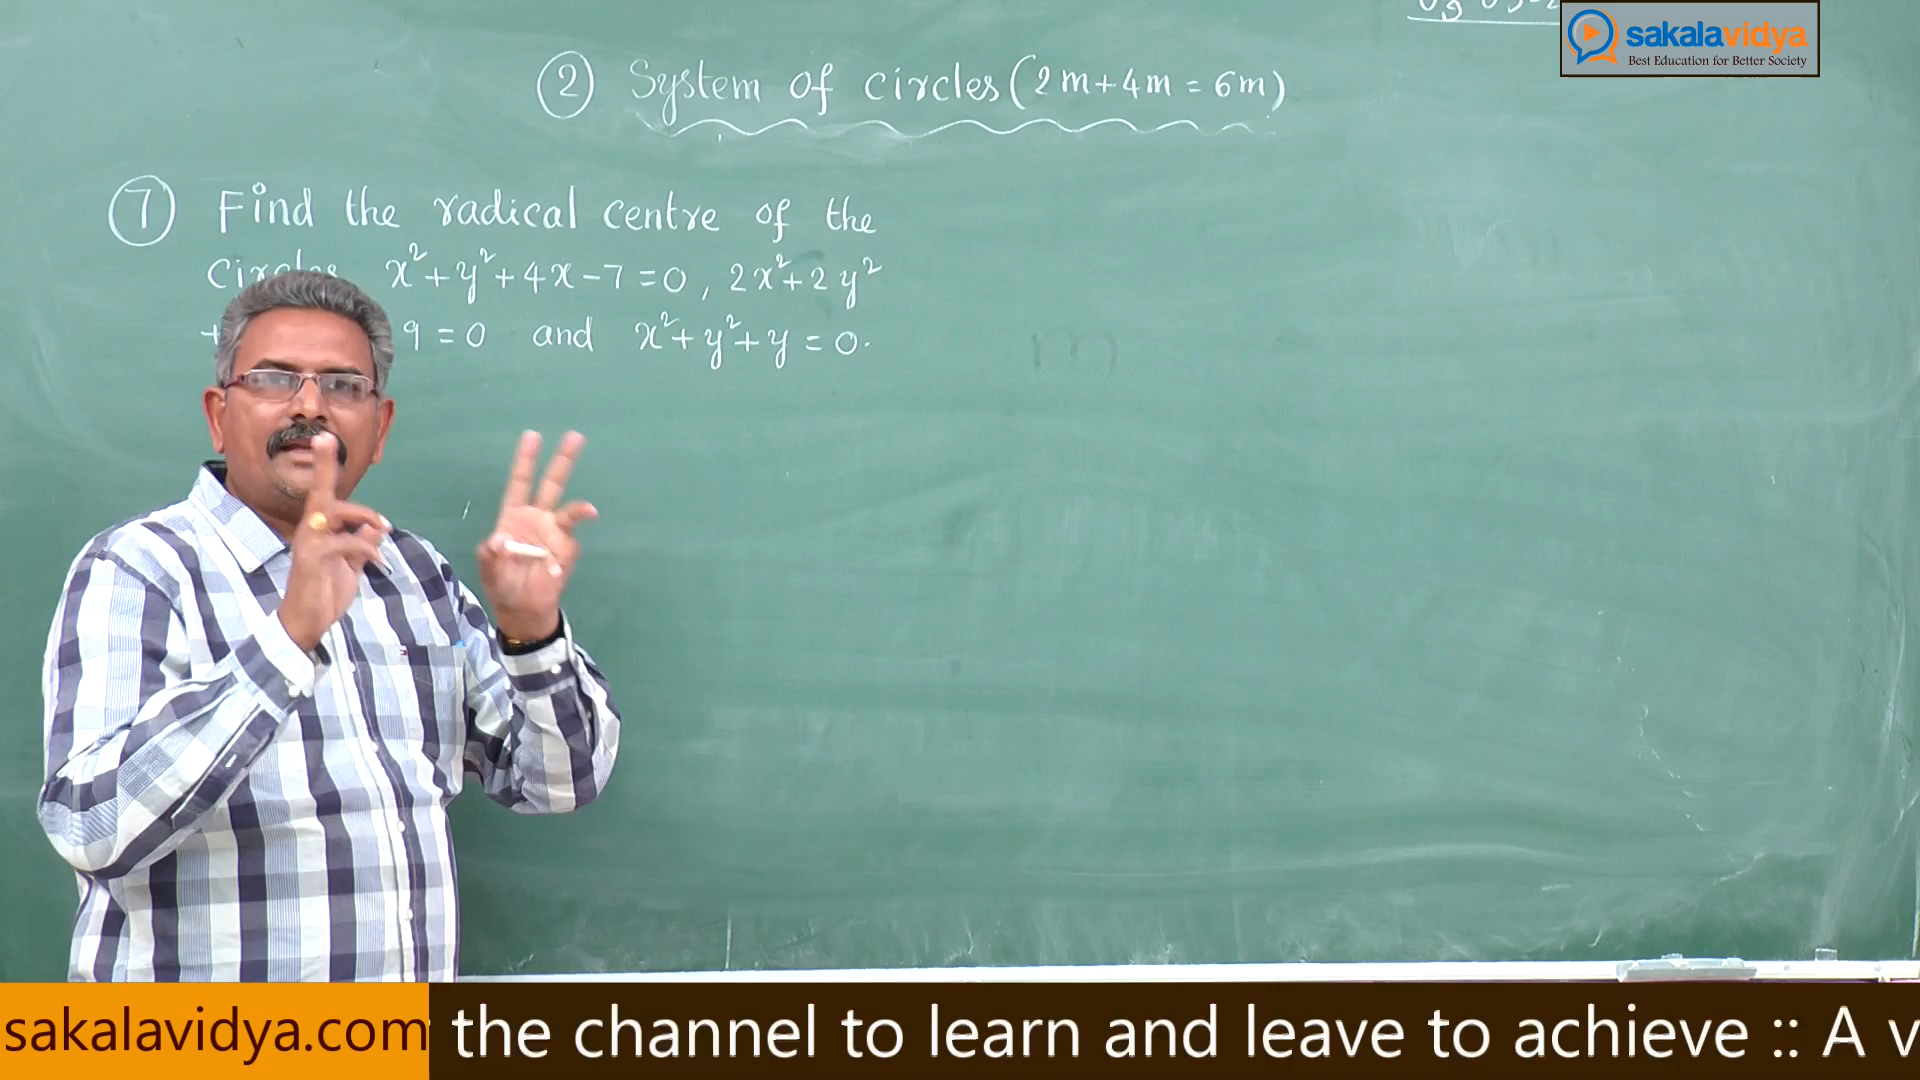 sakalavidya
Best Education for Better Society
② System of circles (2m+4m = 6m)
⑦ Find the radical centre of the
circles x²+y²+4x-7=0, 2x²+2y²
+ 9=0 and x²+y²+y=0.
sakalavidya.com the channel to learn and leave to achieve :: A v